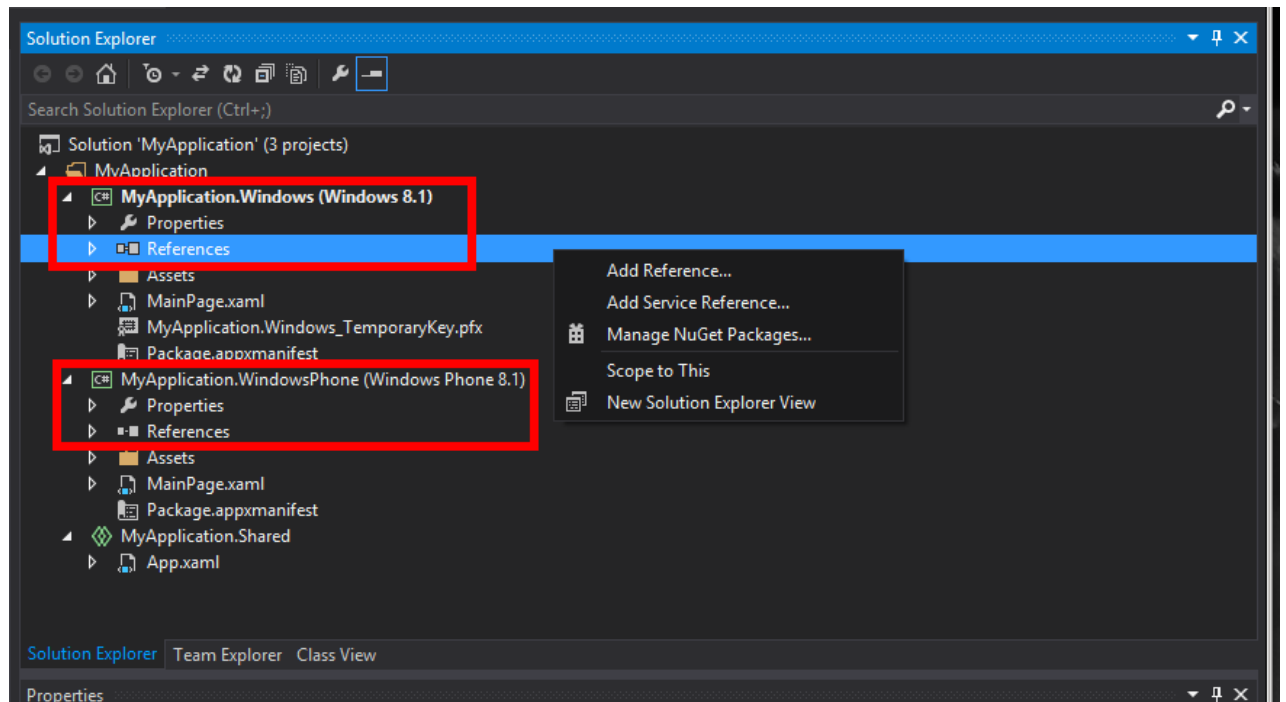 Solution Explorer
Search Solution Explorer (Ctrl+;)
Solution 'MyApplication' (3 projects)
MyApplication
C# MyApplication.Windows (Windows 8.1)
Properties
References
Assets
MainPage.xaml
MyApplication.Windows_TemporaryKey.pfx
Package.appxmanifest
C# MyApplication.WindowsPhone (Windows Phone 8.1)
Properties
References
Assets
MainPage.xaml
Package.appxmanifest
MyApplication.Shared
App.xaml
Add Reference...
Add Service Reference...
Manage NuGet Packages...
Scope to This
New Solution Explorer View
Solution Explorer Team Explorer Class View
Properties